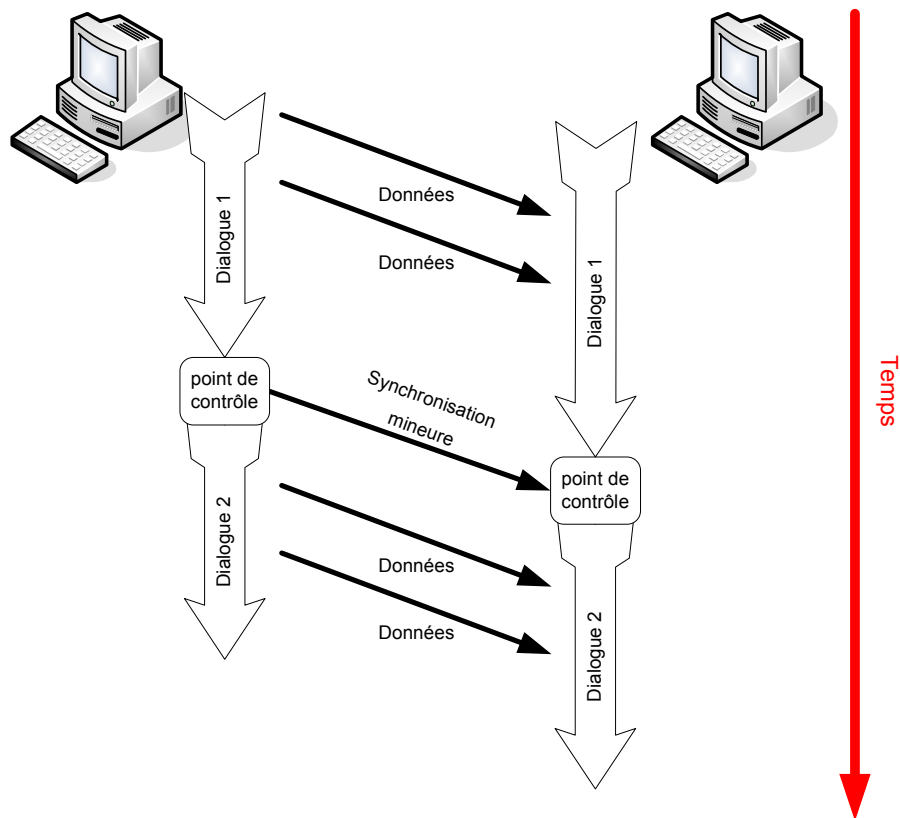 Données
Données
Dialogue 1
Dialogue 1
point de
contrôle
Synchronisation
mineure
point de
contrôle
Dialogue 2
Données
Données
Dialogue 2
Temps